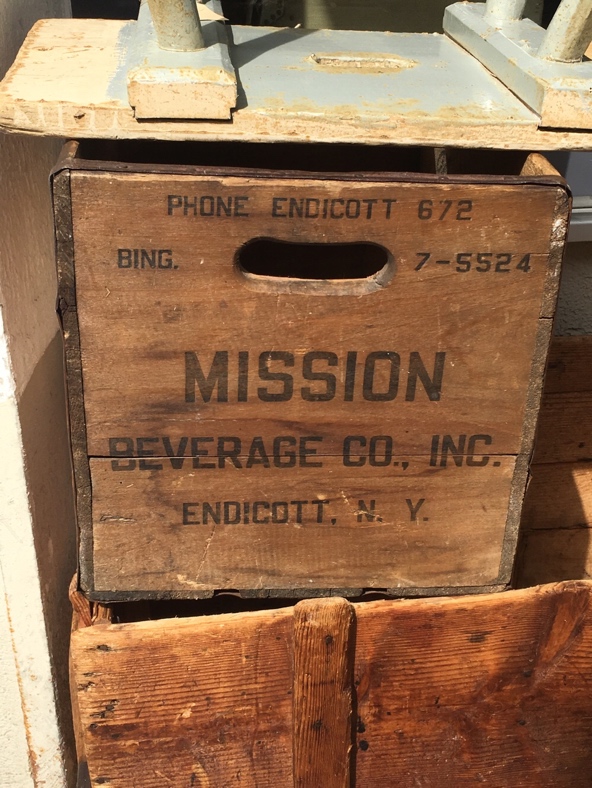 PHONE ENDICOTT 672
BING. 7-5524
MISSION
BEVERAGE CO., INC.
ENDICOTT, N. Y.